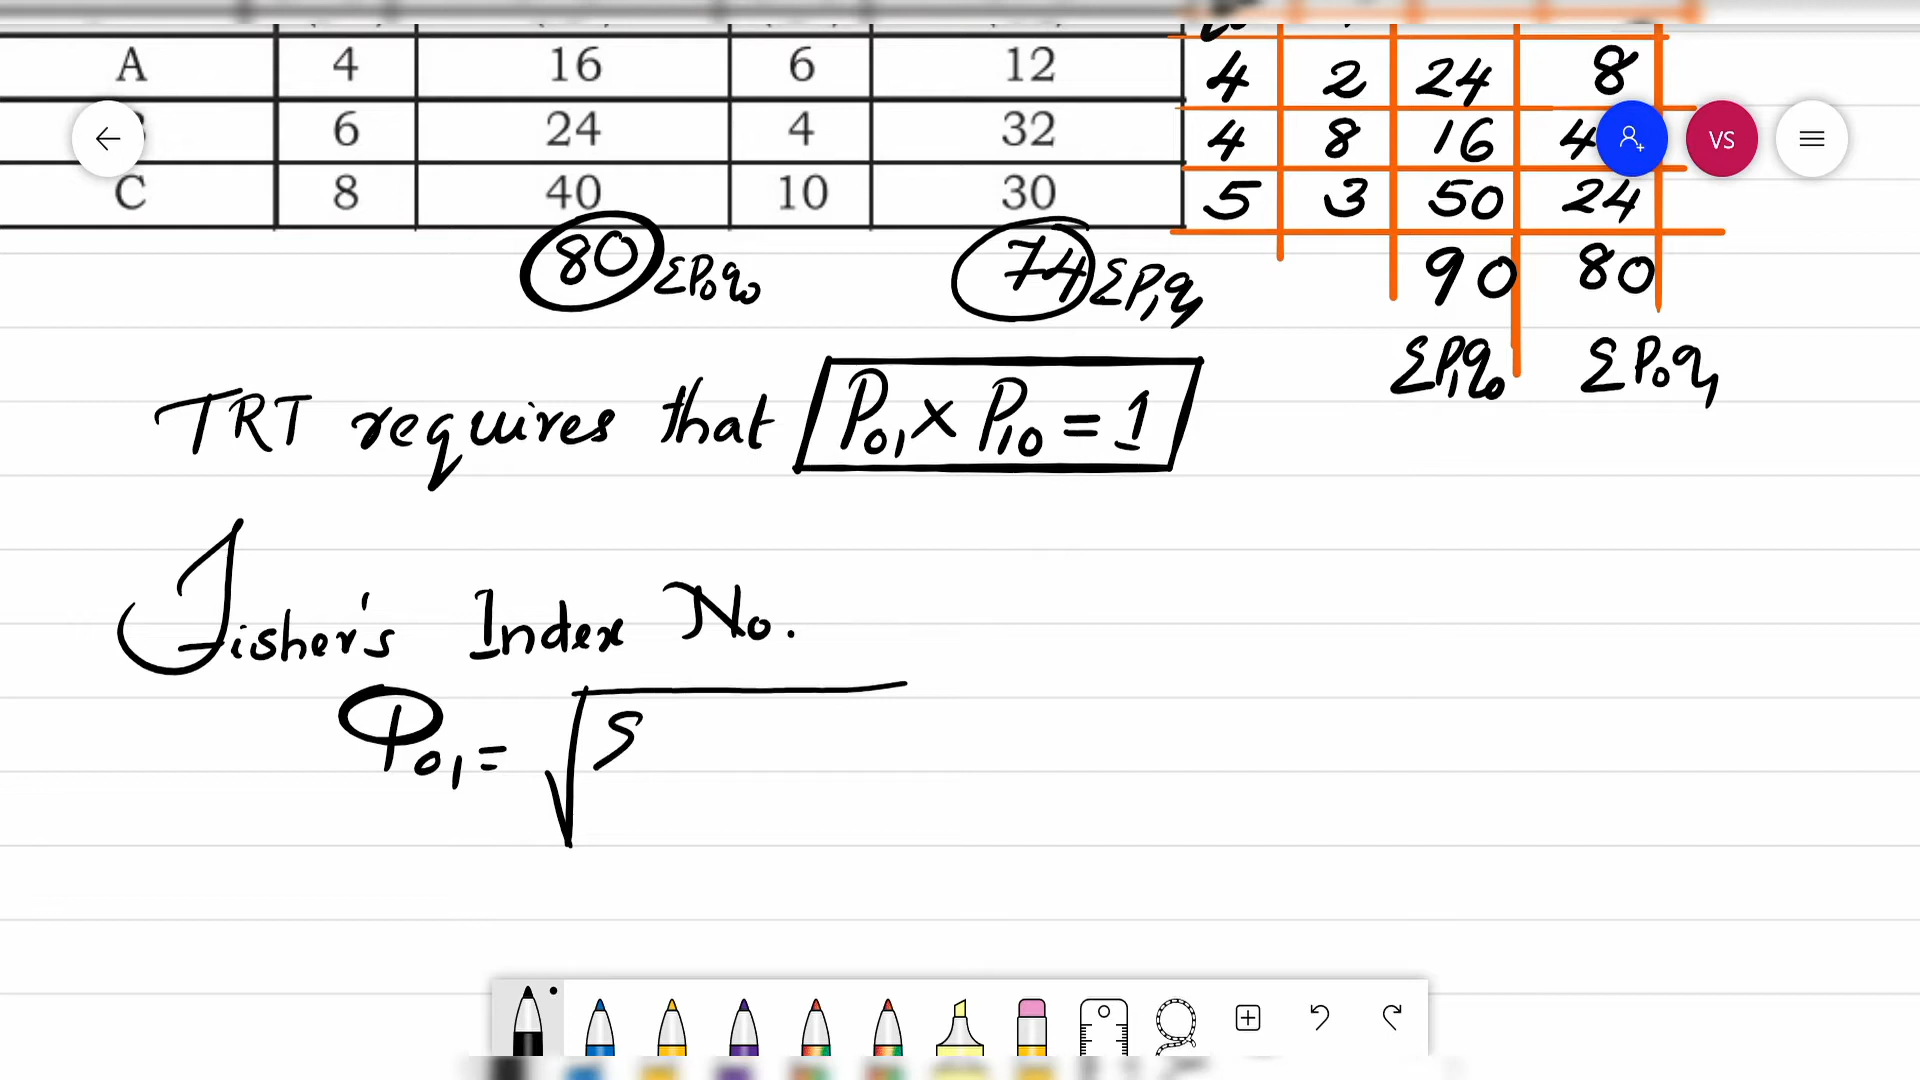 A 4 16 6 12 4 2 24 8
6 24 4 32 4 8 16 4 VS
C 8 40 10 30 5 3 50 24
80 ΣP₀q₀ 74 ΣP₁q₁ 90 80
ΣP₁q₀ ΣP₀q₁
TRT requires that P₀₁ × P₁₀ = 1
Fisher's Index No.
P₀₁ = √S